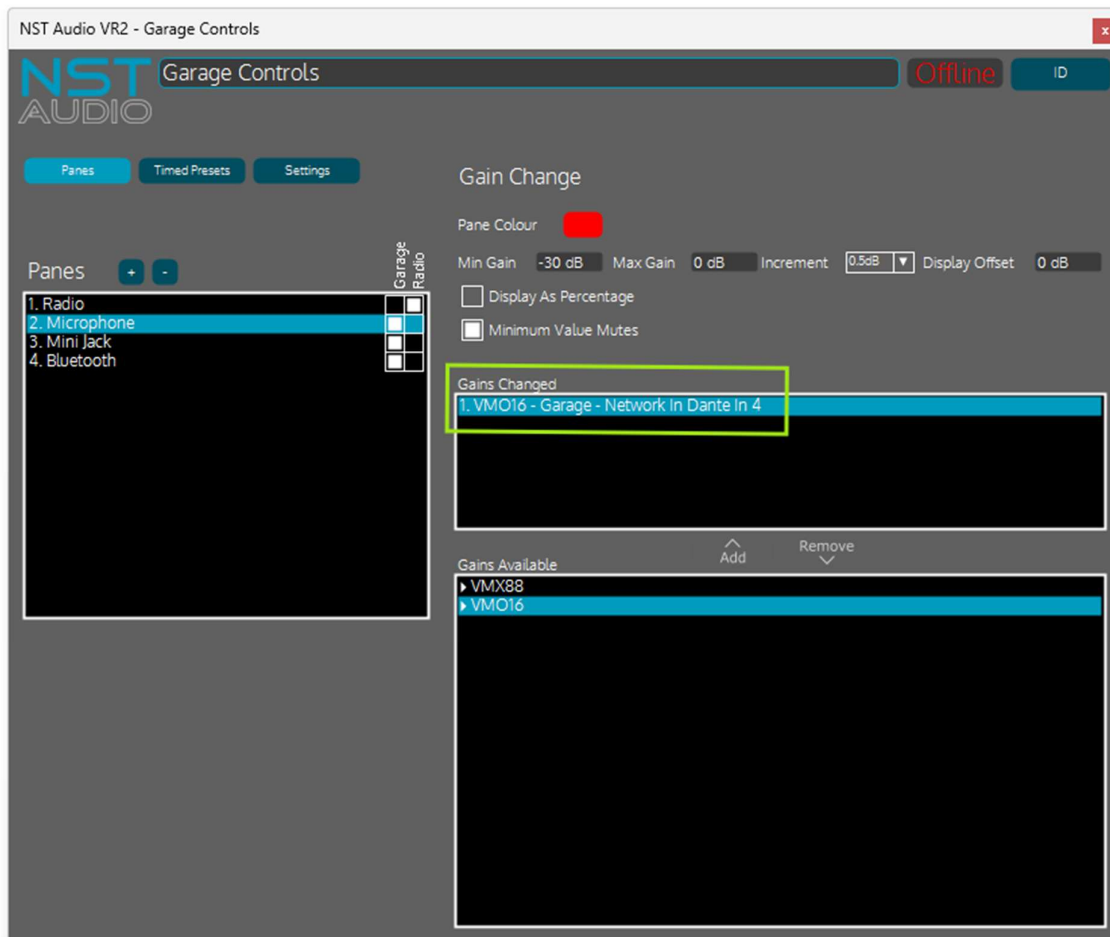 NST Audio VR2 - Garage Controls
x
NST
AUDIO
Garage Controls
Offline
ID
Panes
Timed Presets
Settings
Gain Change
Pane Colour
Min Gain -30 dB Max Gain 0 dB Increment 0.5dB Display Offset 0 dB
Display As Percentage
Minimum Value Mutes
Panes + -
Garage
Radio
1. Radio
2. Microphone
3. Mini Jack
4. Bluetooth
Gains Changed
1. VMO16 - Garage - Network In Dante In 4
Add
Remove
Gains Available
VMX88
VMO16